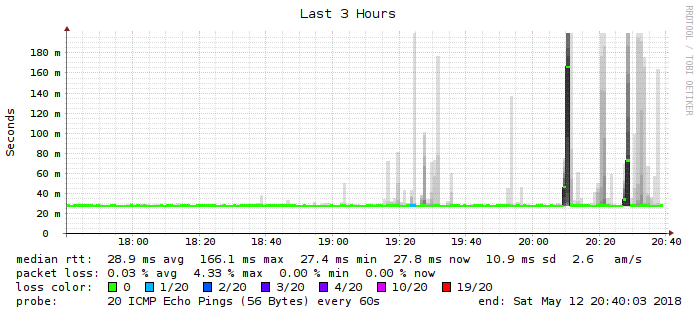 Last 3 Hours
RRDTOOL / TOBI OETIKER
Seconds
180 m
160 m
140 m
120 m
100 m
80 m
60 m
40 m
20 m
0
18:00 18:20 18:40 19:00 19:20 19:40 20:00 20:20 20:40
median rtt: 28.9 ms avg 166.1 ms max 27.4 ms min 27.8 ms now 10.9 ms sd 2.6 am/s
packet loss: 0.03 % avg 4.33 % max 0.00 % min 0.00 % now
loss color: 0 1/20 2/20 3/20 4/20 10/20 19/20
probe: 20 ICMP Echo Pings (56 Bytes) every 60s end: Sat May 12 20:40:03 2018